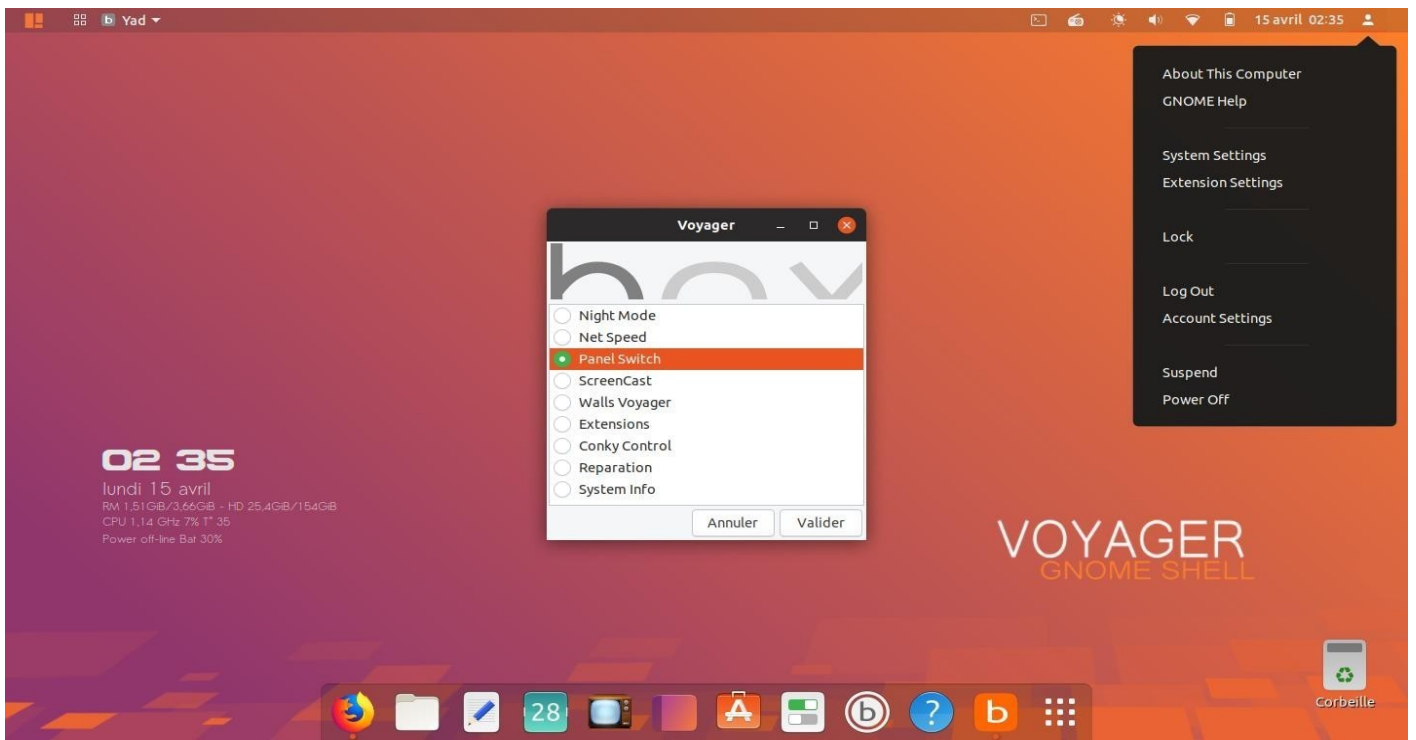 Yad
15 avril 02:35
About This Computer
GNOME Help
System Settings
Extension Settings
Lock
Log Out
Account Settings
Suspend
Power Off
Voyager
Night Mode
Net Speed
Panel Switch
ScreenCast
Walls Voyager
Extensions
Conky Control
Reparation
System Info
Annuler Valider
02 35
lundi 15 avril
RM 1,51GiB/3,66GiB - HD 25,4GiB/154GiB
CPU 1,14 GHz 7% T° 35
Power off-line Bat 30%
VOYAGER
GNOME SHELL
28
Corbeille